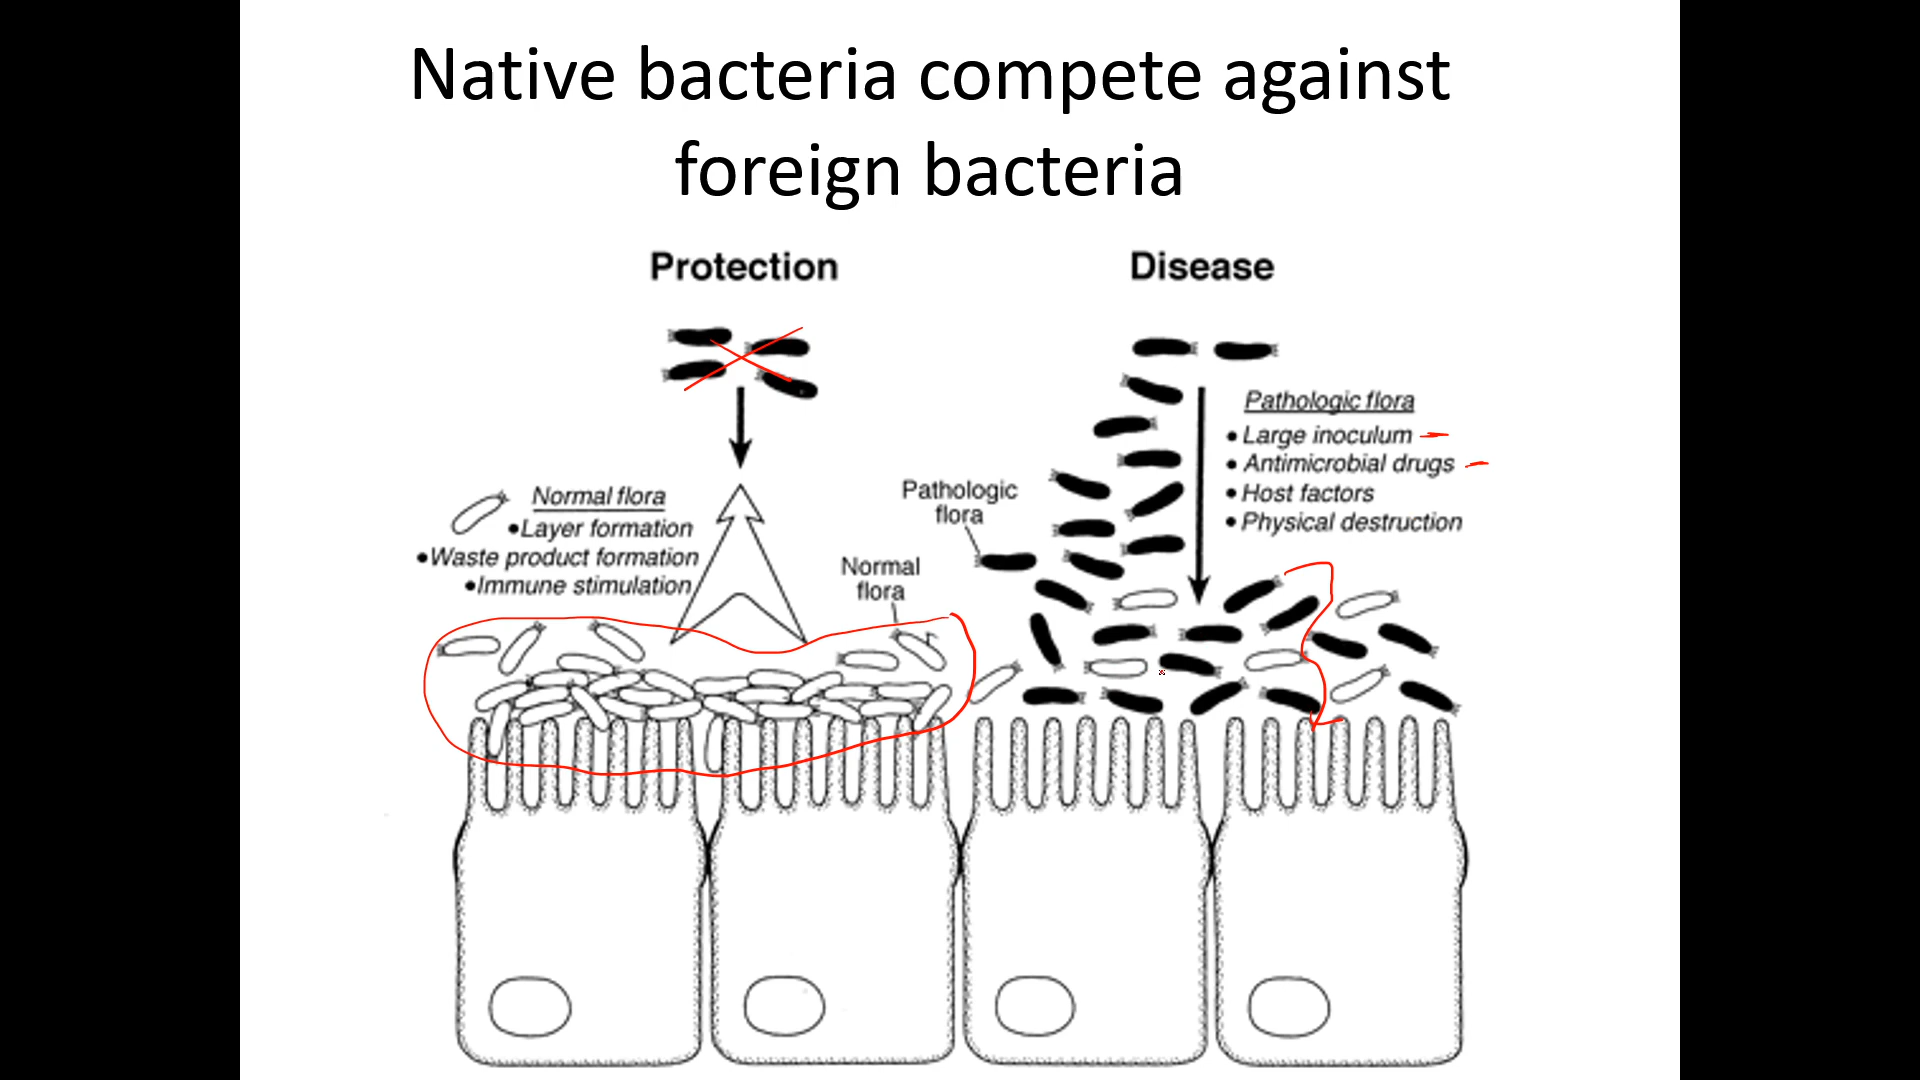 Native bacteria compete against
foreign bacteria
Protection
Disease
Normal flora
•Layer formation
•Waste product formation
•Immune stimulation
Normal
flora
Pathologic
flora
Pathologic flora
• Large inoculum
• Antimicrobial drugs
• Host factors
• Physical destruction